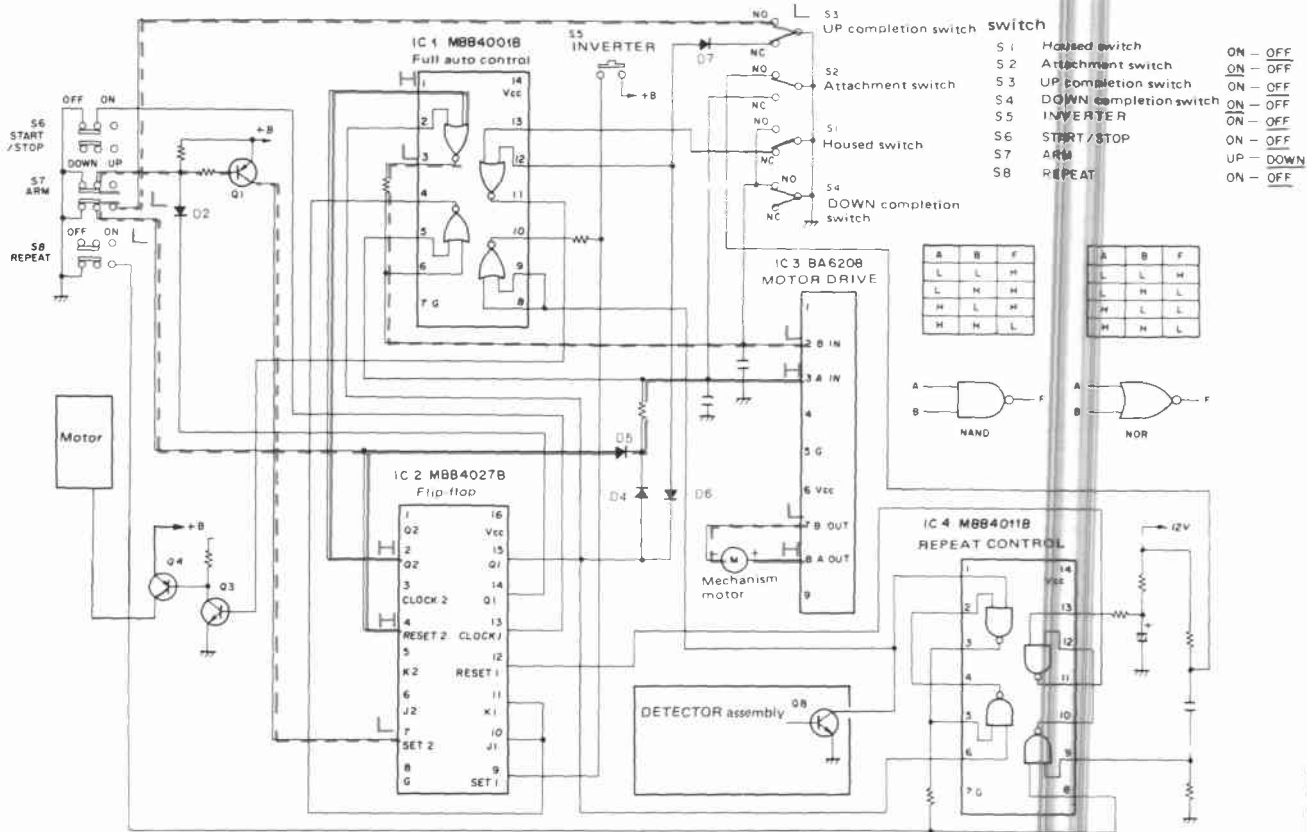 IC 1 MB84001B
Full auto control
S5
INVERTER
+B
NO
S3
UP completion switch
NC
D7
NO
S2
Attachment switch
NC
NO
S1
Housed switch
NC
NO
S4
DOWN completion switch
NC
switch
S1 Housed switch ON - OFF
S2 Attachment switch ON - OFF
S3 UP completion switch ON - OFF
S4 DOWN completion switch ON - OFF
S5 INVERTER ON - OFF
S6 START/STOP ON - OFF
S7 ARM UP - DOWN
S8 REPEAT ON - OFF
OFF ON
S6
START
/STOP
DOWN UP
S7
ARM
OFF ON
S8
REPEAT
+B
Q1
D2
L
H
1
2
3
4
5
6
7 G
14
Vcc
13
12
11
10
9
8
IC 3 BA6208
MOTOR DRIVE
1
2 B IN
3 A IN
4
5 G
6 Vcc
7 B OUT
8 A OUT
9
L
H
L
H
M
- +
Mechanism
motor
A B F
L L H
L H H
H L H
H H L
A B F
L L H
L H L
H L L
H H L
A
B
F
NAND
A
B
F
NOR
Motor
+B
Q4
Q3
D5
D4
D6
IC 2 MB84027B
Flip-flop
1
Q2
2
Q2
3
CLOCK 2
4
RESET 2
5
K2
6
J2
7
SET 2
8
G
16
Vcc
15
Q1
14
Q1
13
CLOCK 1
12
RESET 1
11
K1
10
J1
9
SET 1
H
H
L
DETECTOR assembly
Q8
IC 4 MB84011B
REPEAT CONTROL
1
2
3
4
5
6
7 G
14
Vcc
13
12
11
10
9
8
12V
+